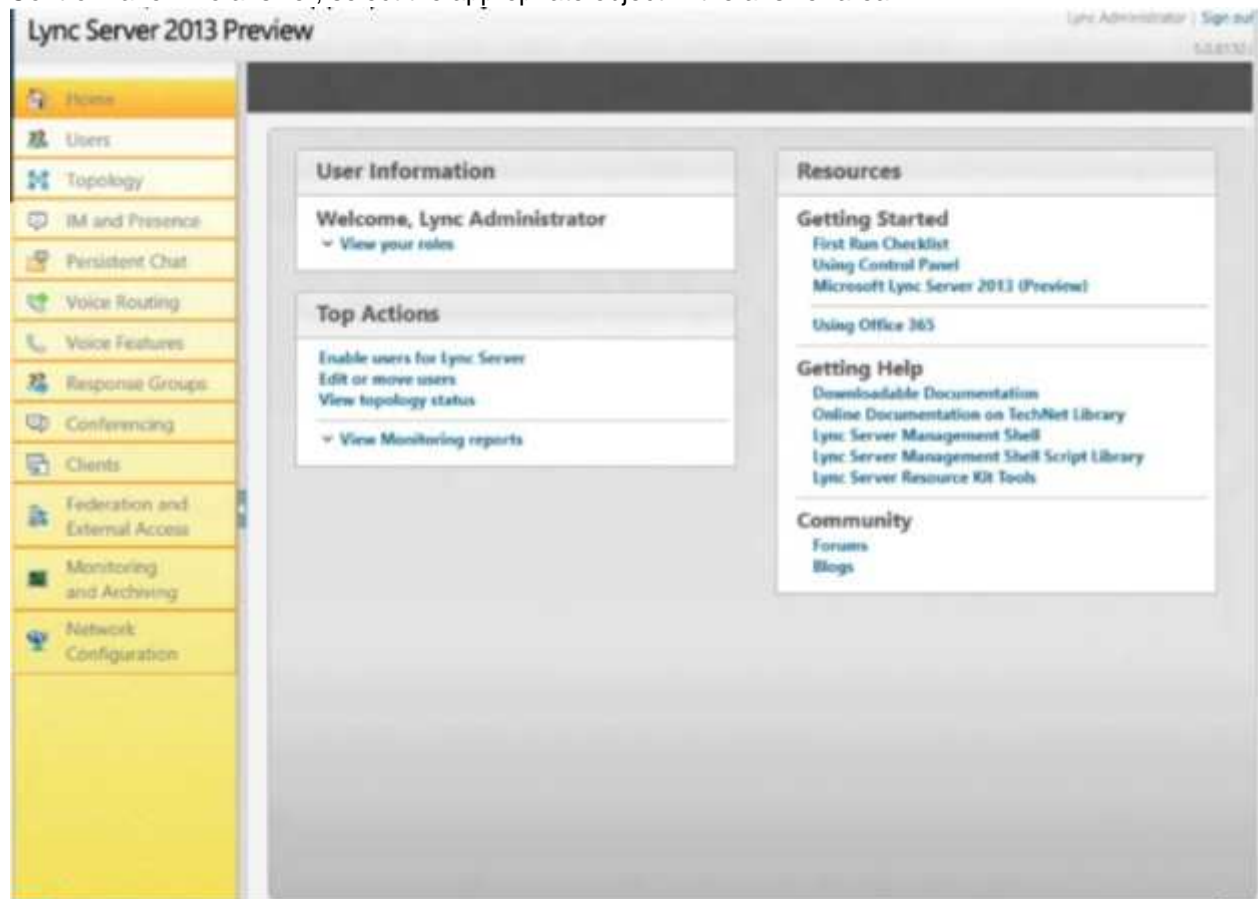 Lync Server 2013 Preview
Lync Administrator | Sign out
Home
Users
Topology
IM and Presence
Persistent Chat
Voice Routing
Voice Features
Response Groups
Conferencing
Clients
Federation and
External Access
Monitoring
and Archiving
Network
Configuration
User Information
Welcome, Lync Administrator
View your roles
Top Actions
Enable users for Lync Server
Edit or move users
View topology status
View Monitoring reports
Resources
Getting Started
First Run Checklist
Using Control Panel
Microsoft Lync Server 2013 (Preview)
Using Office 365
Getting Help
Downloadable Documentation
Online Documentation on TechNet Library
Lync Server Management Shell
Lync Server Management Shell Script Library
Lync Server Resource Kit Tools
Community
Forums
Blogs